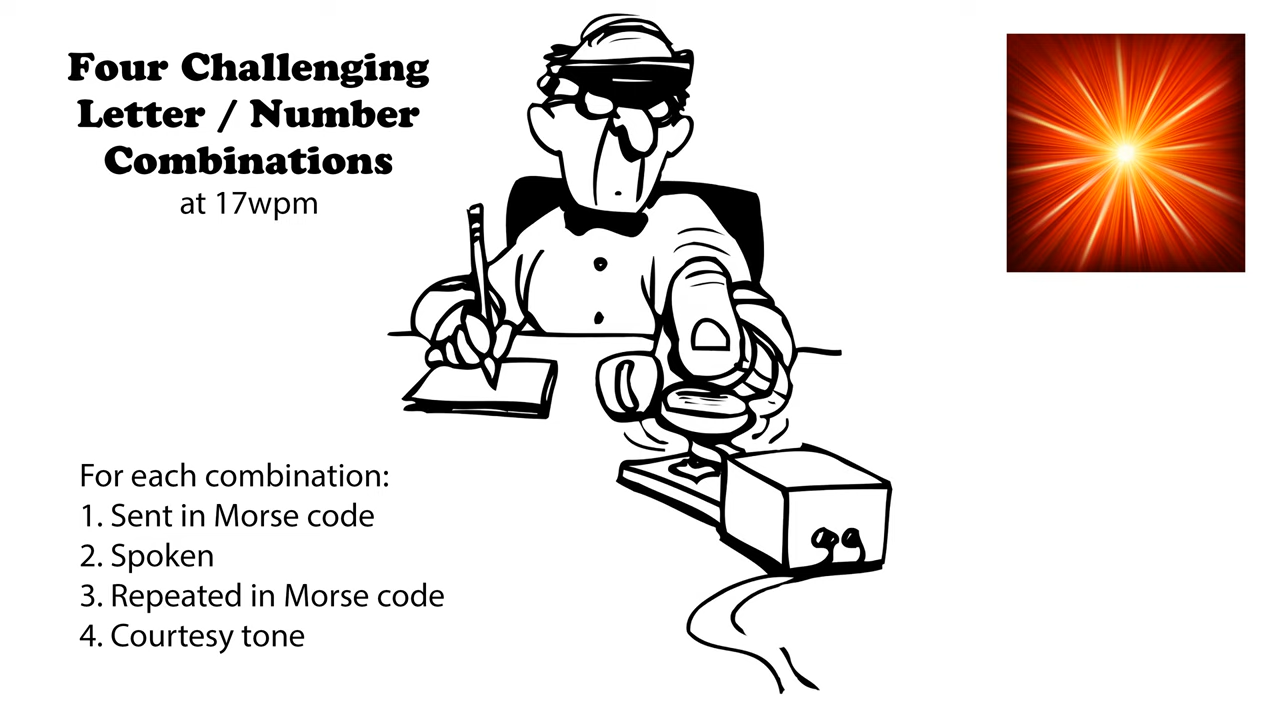 Four Challenging
Letter / Number
Combinations
at 17wpm
For each combination:
1. Sent in Morse code
2. Spoken
3. Repeated in Morse code
4. Courtesy tone